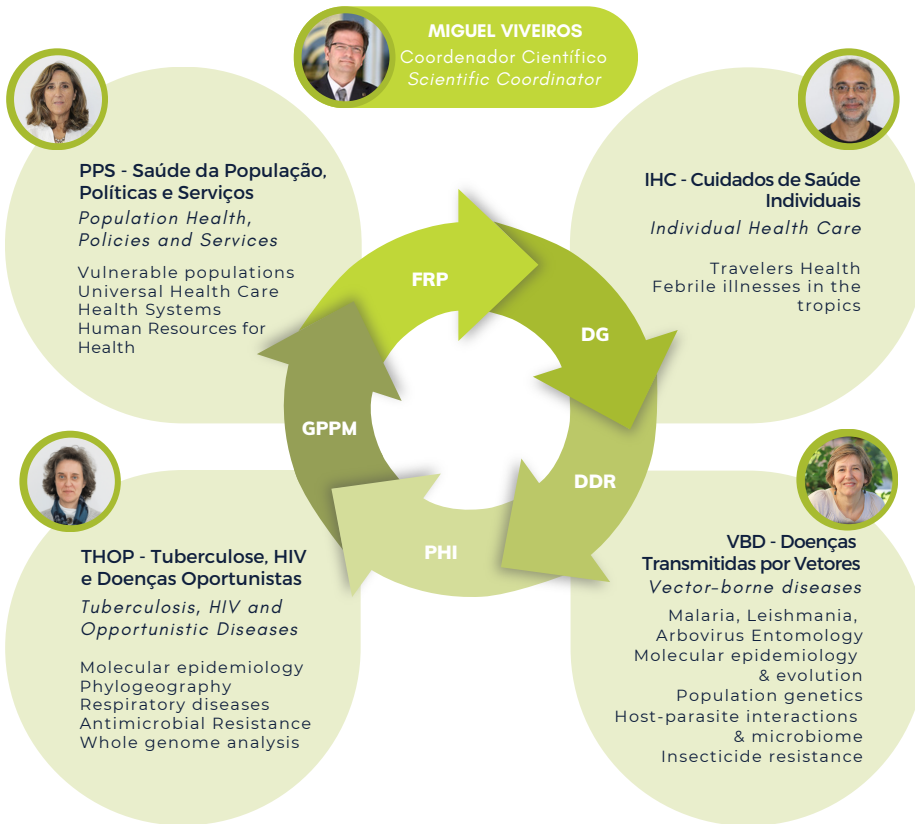 MIGUEL VIVEIROS
Coordenador Científico
Scientific Coordinator
PPS - Saúde da População,
Políticas e Serviços
Population Health,
Policies and Services
Vulnerable populations
Universal Health Care
Health Systems
Human Resources for
Health
IHC - Cuidados de Saúde
Individuais
Individual Health Care
Travelers Health
Febrile illnesses in the
tropics
FRP
DG
DDR
PHI
GPPM
THOP - Tuberculose, HIV
e Doenças Oportunistas
Tuberculosis, HIV and
Opportunistic Diseases
Molecular epidemiology
Phylogeography
Respiratory diseases
Antimicrobial Resistance
Whole genome analysis
VBD - Doenças
Transmitidas por Vetores
Vector-borne diseases
Malaria, Leishmania,
Arbovirus Entomology
Molecular epidemiology
& evolution
Population genetics
Host-parasite interactions
& microbiome
Insecticide resistance